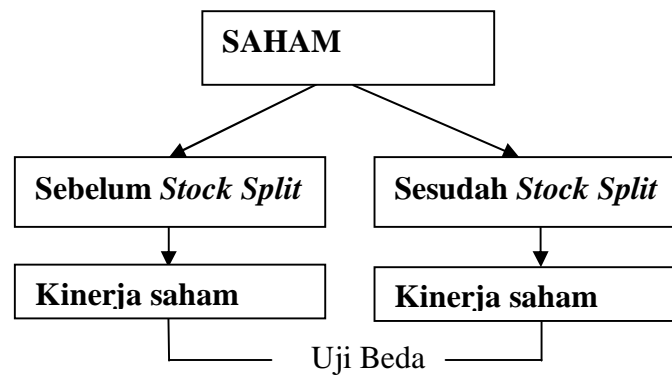 SAHAM
Sebelum Stock Split
Sesudah Stock Split
Kinerja saham
Kinerja saham
Uji Beda